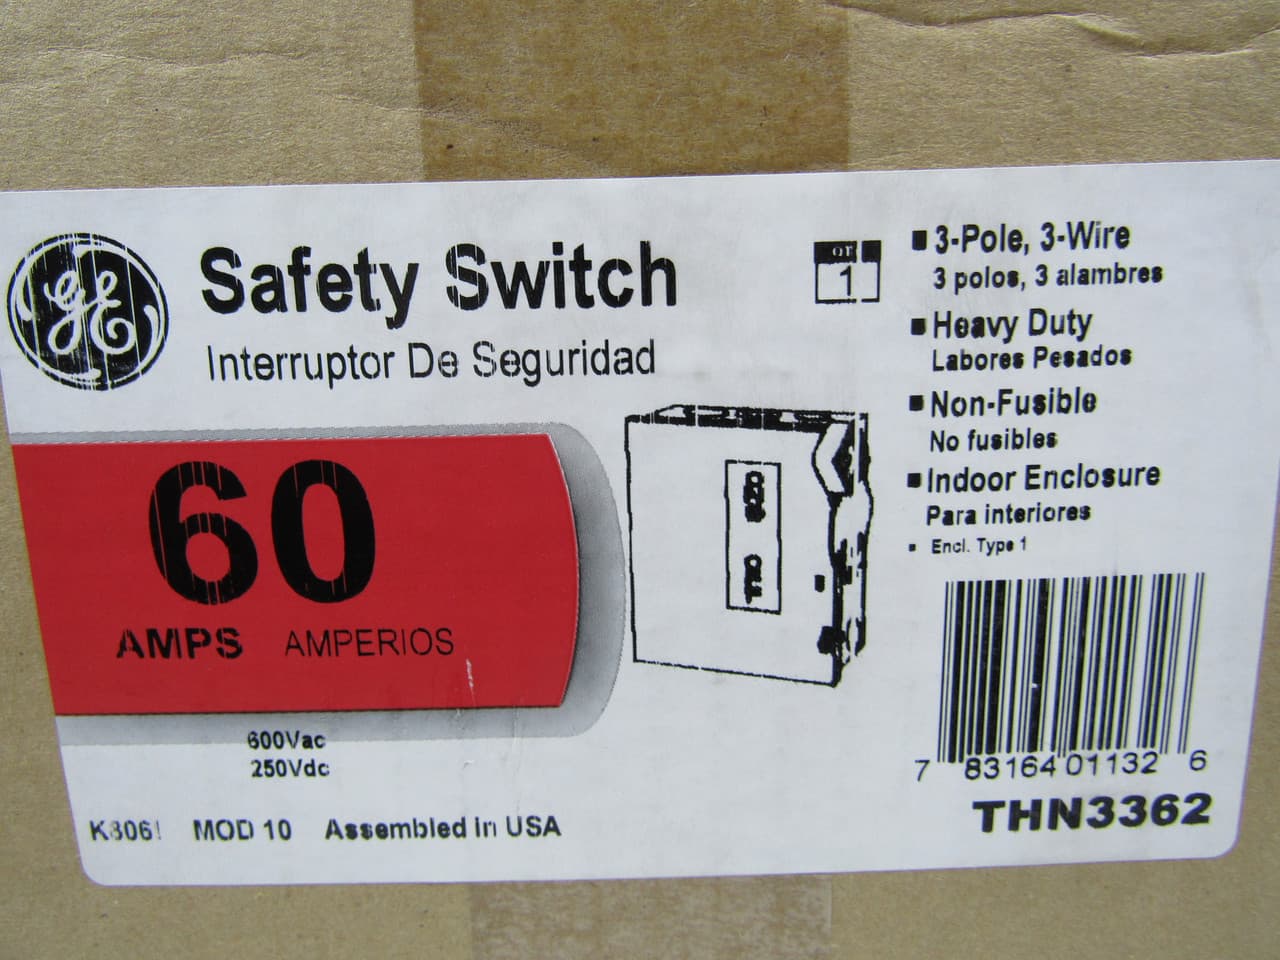 GE
Safety Switch
Interruptor De Seguridad
60
AMPS AMPERIOS
600Vac
250Vdc
MOD 10 Assembled in USA
QTY
1
3-Pole, 3-Wire
3 polos, 3 alambres
Heavy Duty
Labores Pesados
Non-Fusible
No fusibles
Indoor Enclosure
Para interiores
Encl. Type 1
7 83164 01132 6
THN3362